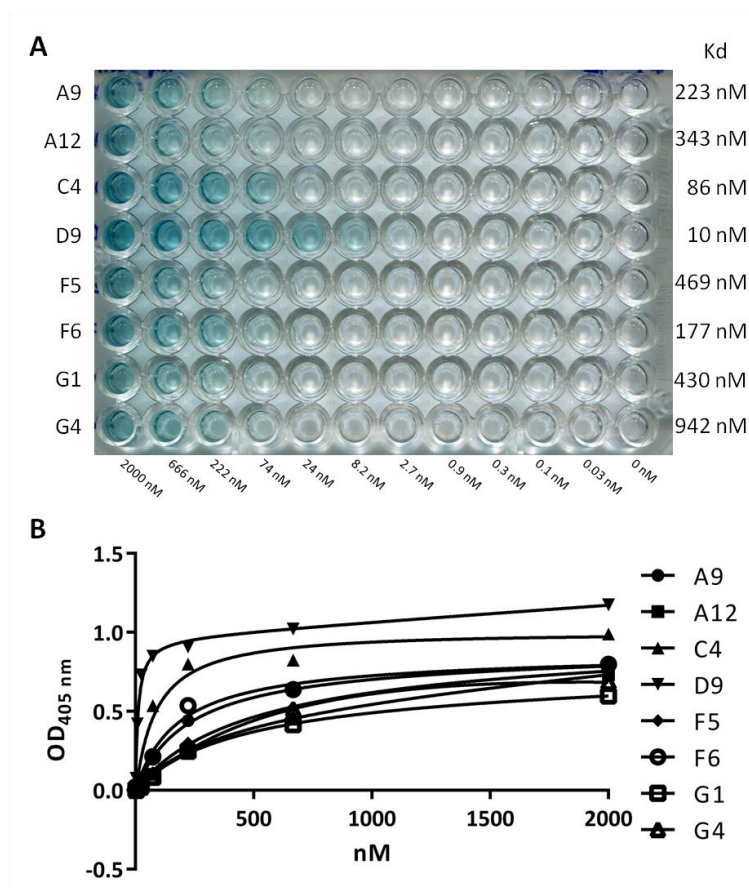 A
Kd
A9 223 nM
A12 343 nM
C4 86 nM
D9 10 nM
F5 469 nM
F6 177 nM
G1 430 nM
G4 942 nM
2000 nM 666 nM 222 nM 74 nM 24 nM 8.2 nM 2.7 nM 0.9 nM 0.3 nM 0.1 nM 0.03 nM 0 nM
B
1.5
1.0
0.5
0.0
-0.5
OD405 nm
500 1000 1500 2000
nM
A9
A12
C4
D9
F5
F6
G1
G4